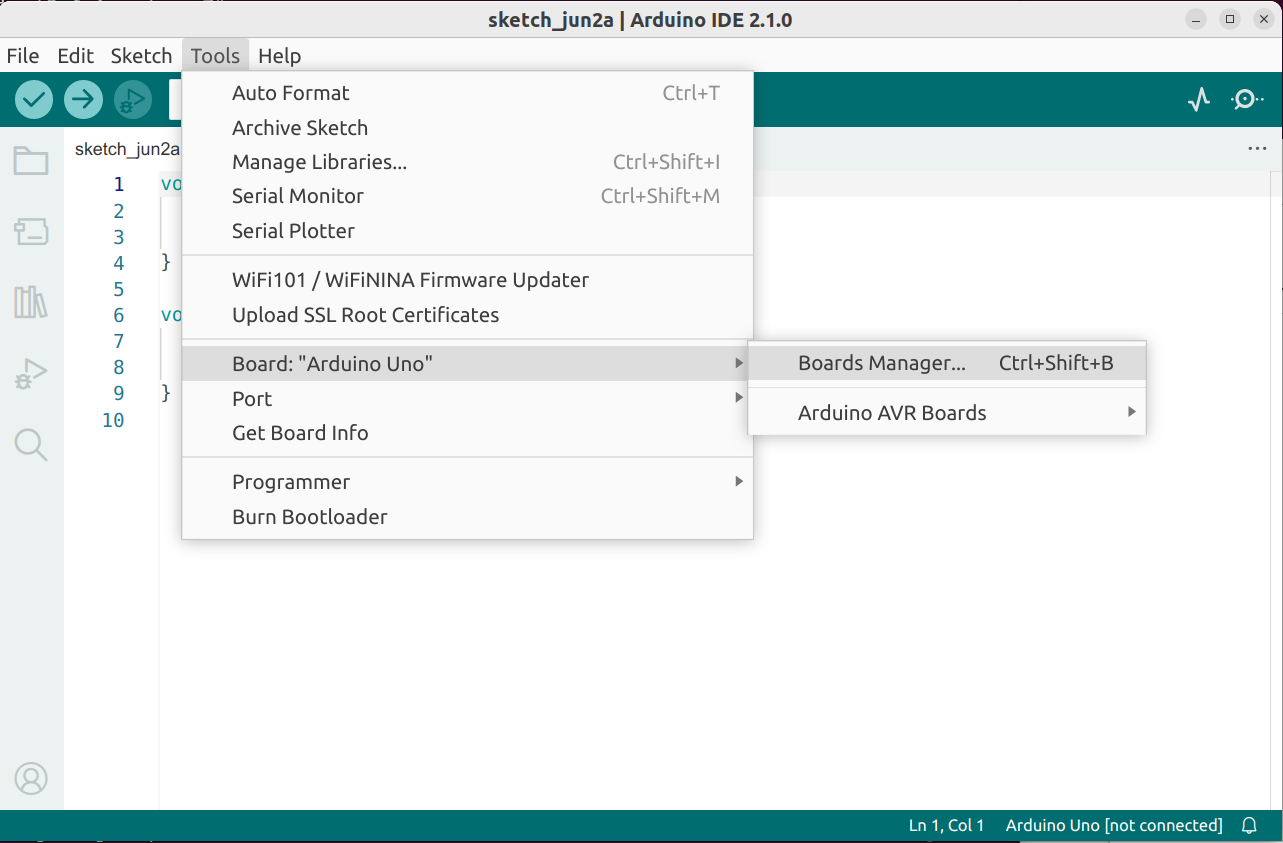 sketch_jun2a | Arduino IDE 2.1.0
File Edit Sketch Tools Help
Auto Format Ctrl+T
Archive Sketch
Manage Libraries... Ctrl+Shift+I
Serial Monitor Ctrl+Shift+M
Serial Plotter
WiFi101 / WiFiNINA Firmware Updater
Upload SSL Root Certificates
Board: "Arduino Uno"
Port
Get Board Info
Programmer
Burn Bootloader
Boards Manager... Ctrl+Shift+B
Arduino AVR Boards
sketch_jun2a
1 vo
2
3
4 }
5
6 vo
7
8
9 }
10
Ln 1, Col 1 Arduino Uno [not connected]